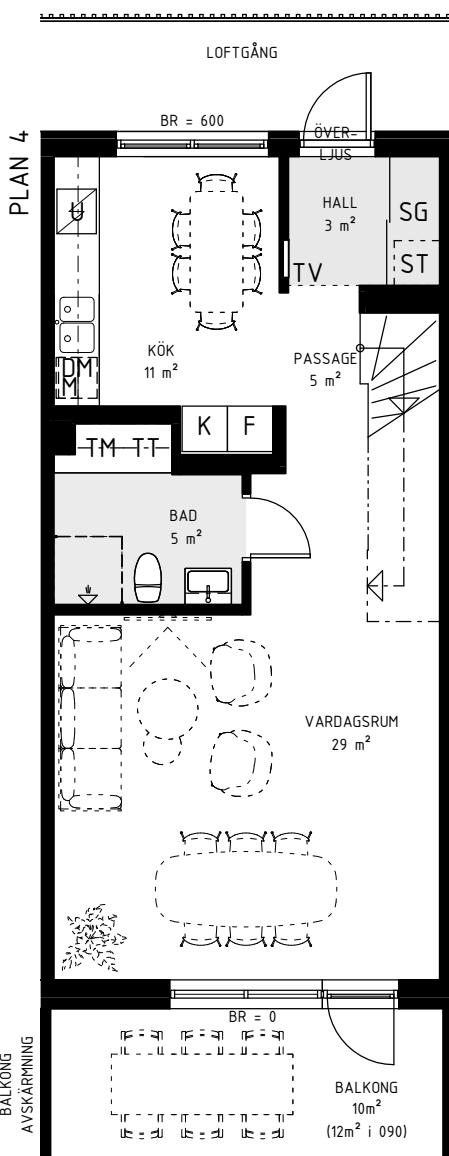 LOFTGÅNG
PLAN 4
BR = 600
ÖVER-
LJUS
HALL
3 m²
SG
ST
TV
U
KÖK
11 m²
PASSAGE
5 m²
DM
M
K F
TM TT
BAD
5 m²
VARDAGSRUM
29 m²
BR = 0
BALKONG
AVSKÄRMNING
BALKONG
10m²
(12m² i 090)